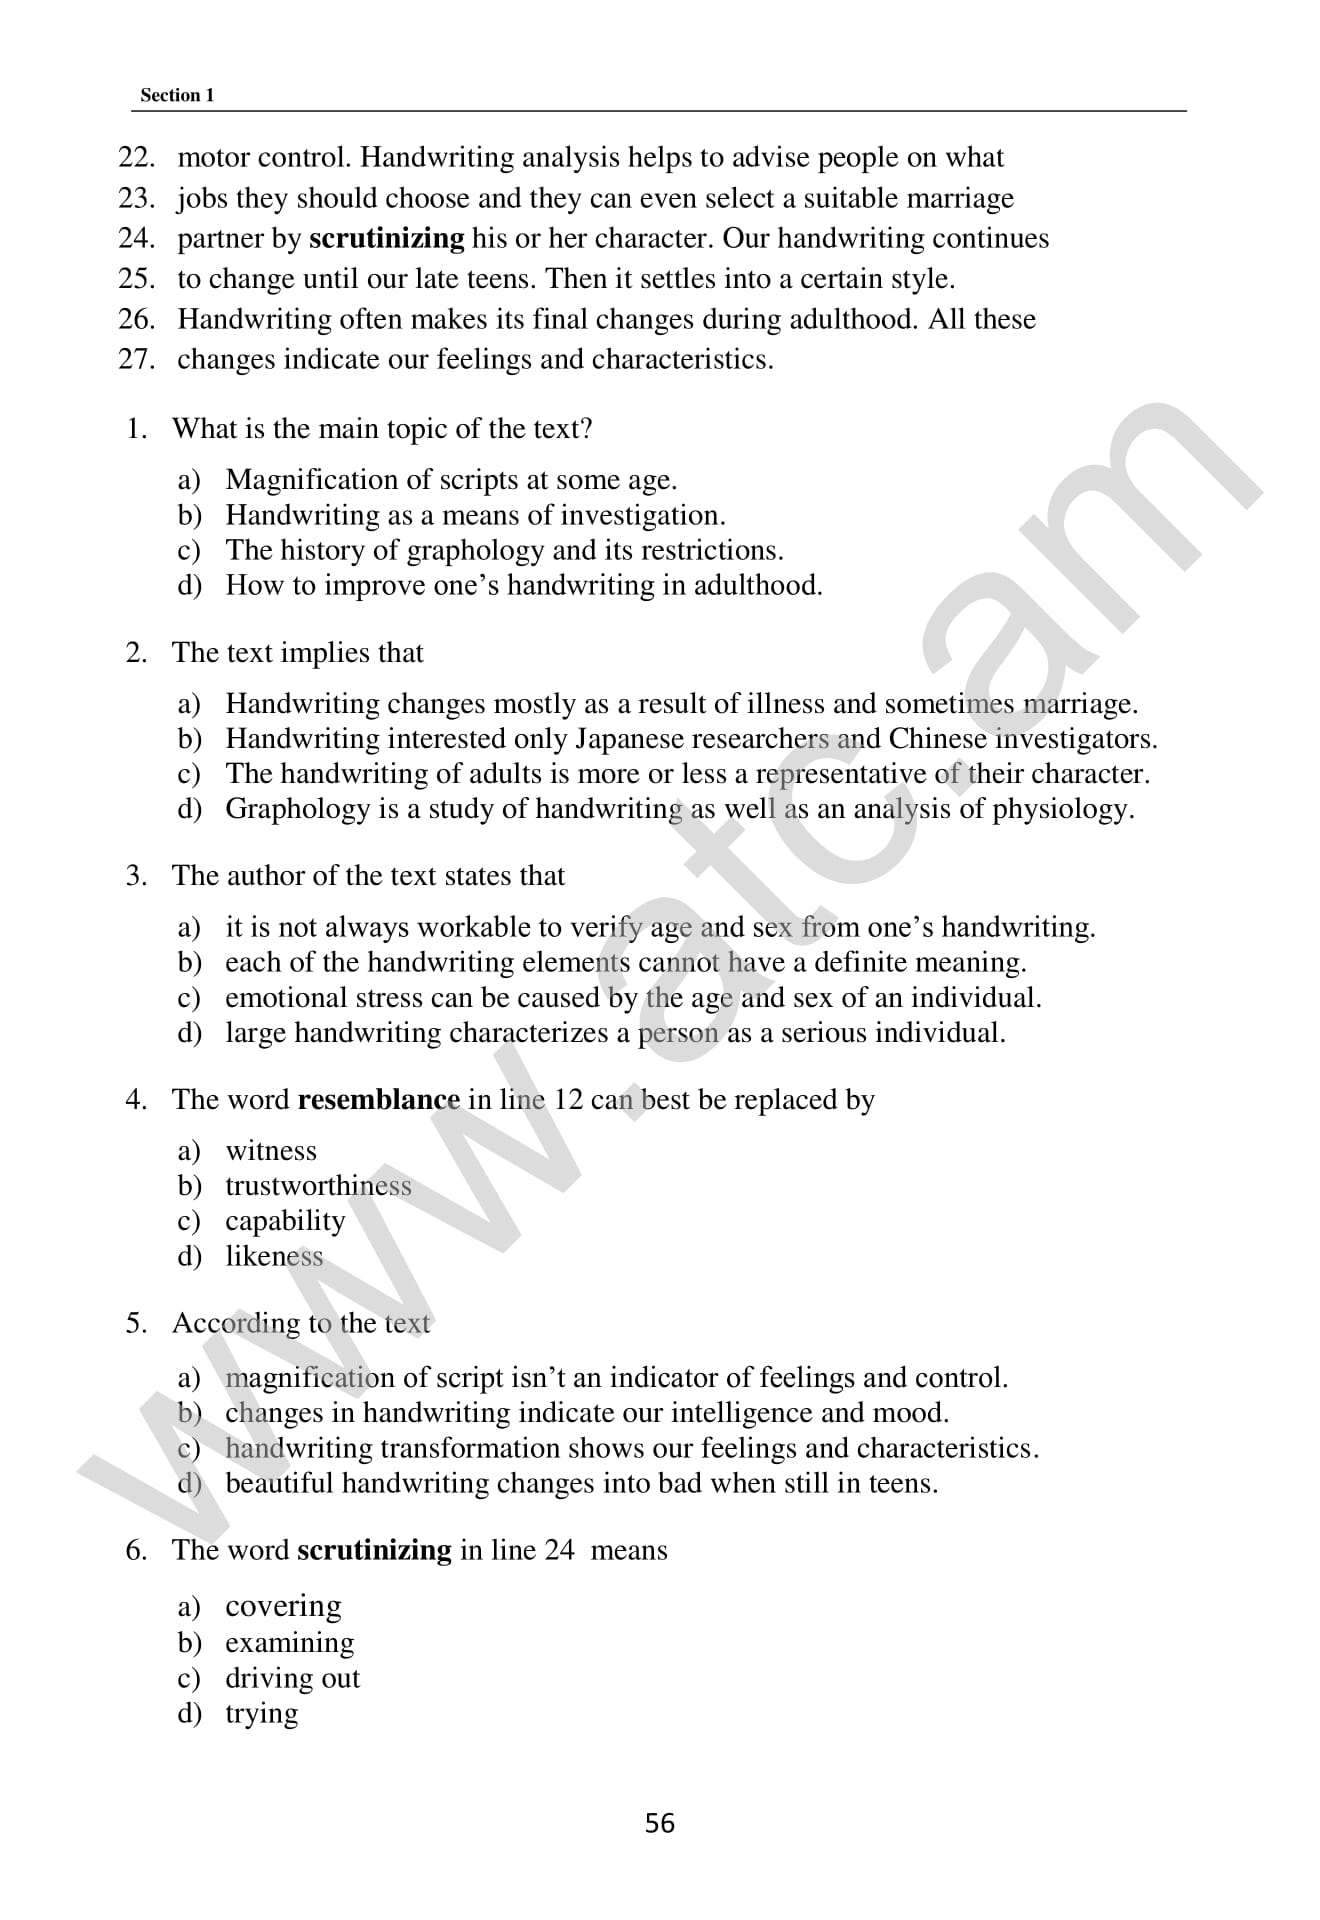 Section 1
22. motor control. Handwriting analysis helps to advise people on what
23. jobs they should choose and they can even select a suitable marriage
24. partner by scrutinizing his or her character. Our handwriting continues
25. to change until our late teens. Then it settles into a certain style.
26. Handwriting often makes its final changes during adulthood. All these
27. changes indicate our feelings and characteristics.
1. What is the main topic of the text?
a) Magnification of scripts at some age.
b) Handwriting as a means of investigation.
c) The history of graphology and its restrictions.
d) How to improve one’s handwriting in adulthood.
2. The text implies that
a) Handwriting changes mostly as a result of illness and sometimes marriage.
b) Handwriting interested only Japanese researchers and Chinese investigators.
c) The handwriting of adults is more or less a representative of their character.
d) Graphology is a study of handwriting as well as an analysis of physiology.
3. The author of the text states that
a) it is not always workable to verify age and sex from one’s handwriting.
b) each of the handwriting elements cannot have a definite meaning.
c) emotional stress can be caused by the age and sex of an individual.
d) large handwriting characterizes a person as a serious individual.
4. The word resemblance in line 12 can best be replaced by
a) witness
b) trustworthiness
c) capability
d) likeness
5. According to the text
a) magnification of script isn’t an indicator of feelings and control.
b) changes in handwriting indicate our intelligence and mood.
c) handwriting transformation shows our feelings and characteristics.
d) beautiful handwriting changes into bad when still in teens.
6. The word scrutinizing in line 24 means
a) covering
b) examining
c) driving out
d) trying
56
www.atc.am